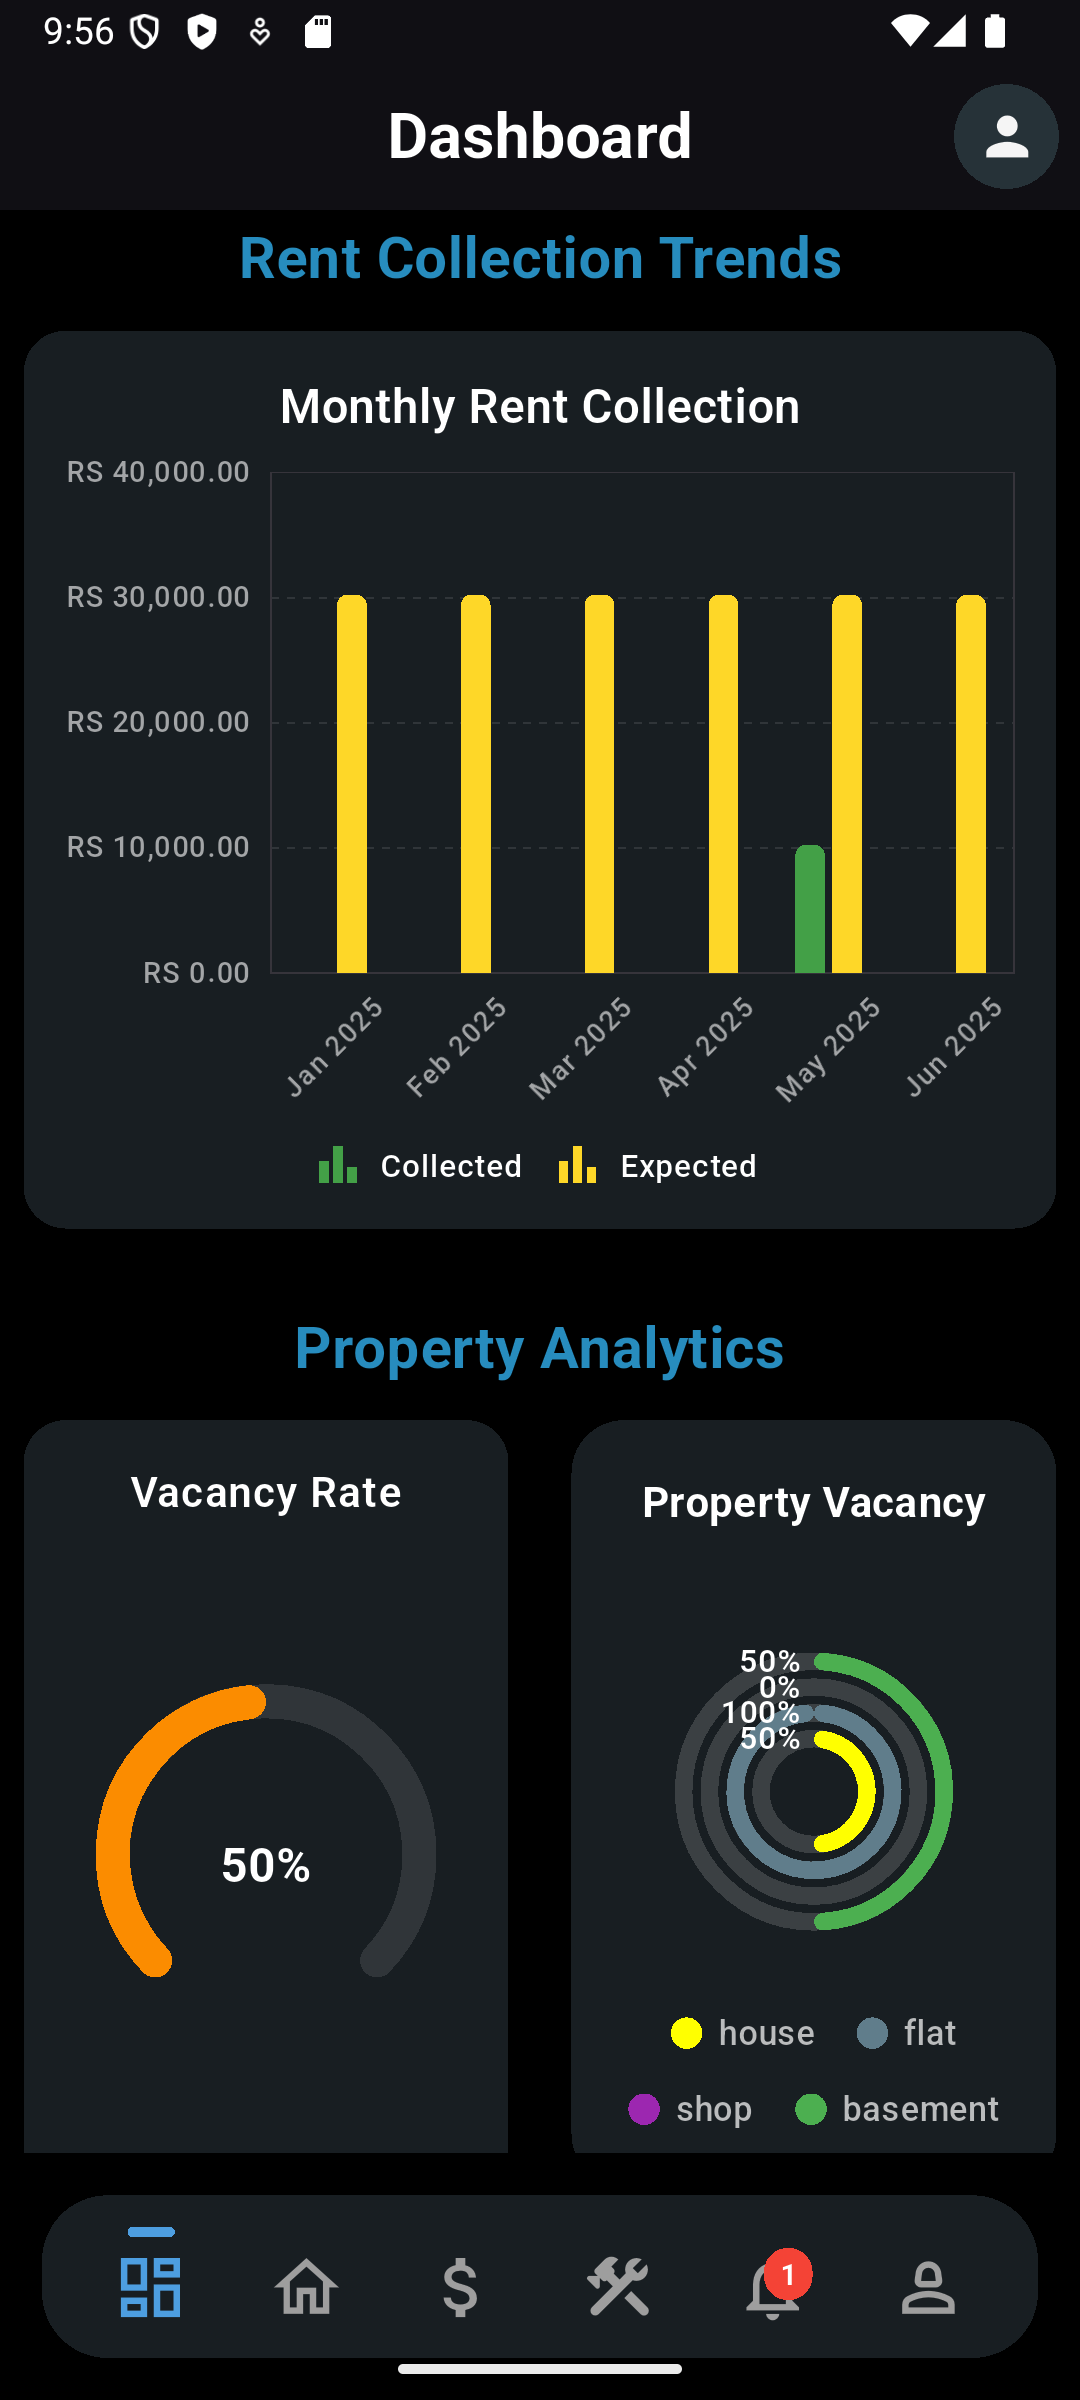 9:56
Dashboard
Rent Collection Trends
Monthly Rent Collection
RS 40,000.00
RS 30,000.00
RS 20,000.00
RS 10,000.00
RS 0.00
Jan 2025
Feb 2025
Mar 2025
Apr 2025
May 2025
Jun 2025
Collected
Expected
Property Analytics
Vacancy Rate
50%
Property Vacancy
50%
0%
100%
50%
house
flat
shop
basement
1